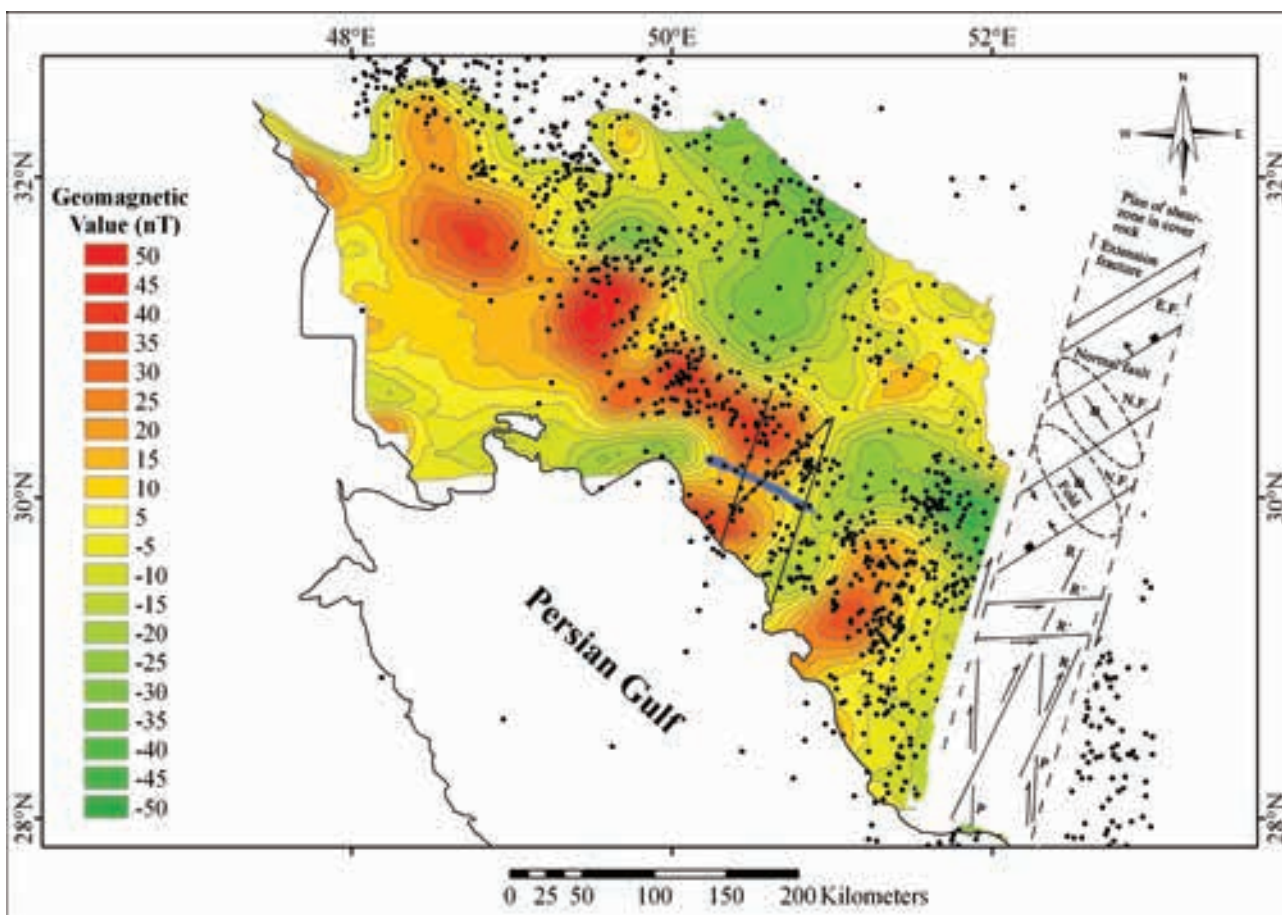 48°E 50°E 52°E
N
W E
S
32°N 32°N
Geomagnetic
Value (nT)
50
45
40
35
30
25
20
15
10
5
-5
-10
-15
-20
-25
-30
-35
-40
-45
-50
Plan of shear
zone in cover
rock
Extension
fracture
E.F.
Normal fault
N.F.
N.F.
Fold
30°N 30°N
R
R'
R'
R
P
P
Persian Gulf
28°N 28°N
0 25 50 100 150 200 Kilometers